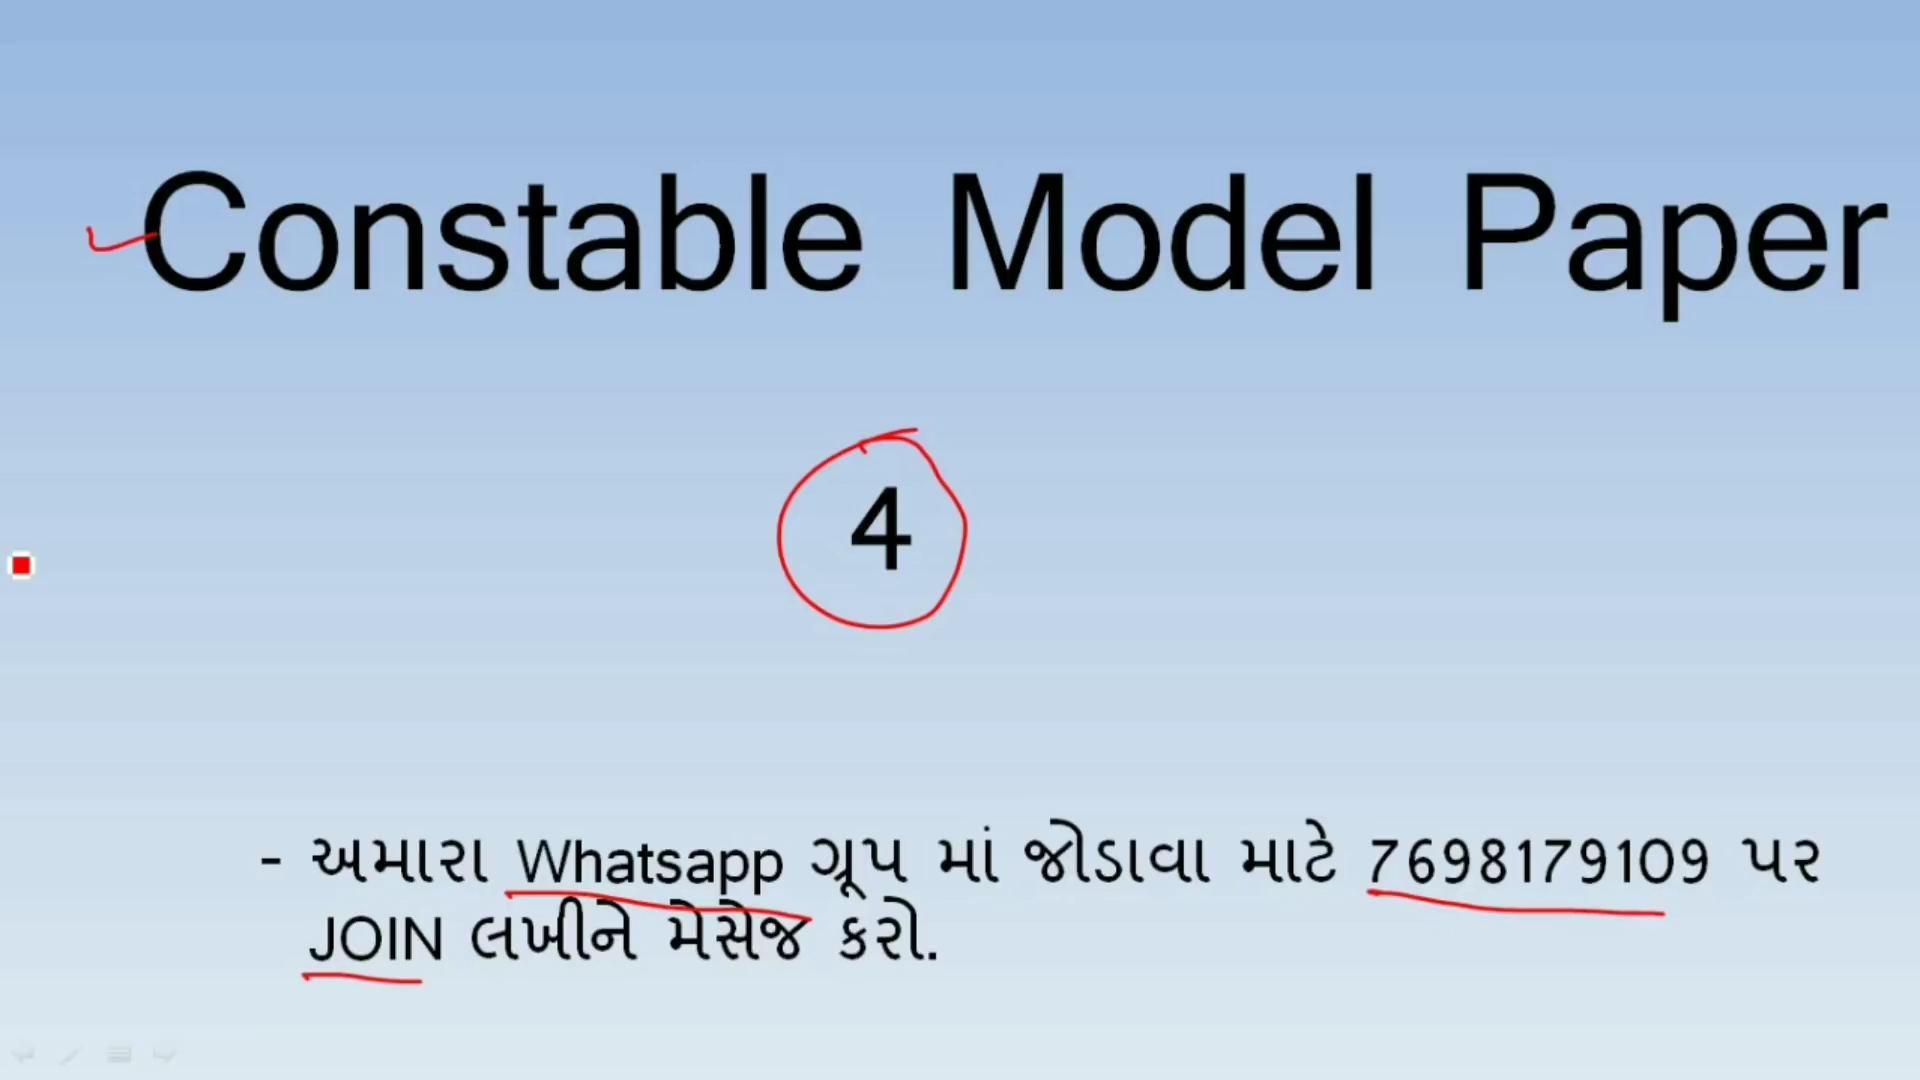 Constable Model Paper
4
- અમારા Whatsapp ગ્રૂપ માં જોડાવા માટે 7698179109 પર
JOIN લખીને મેસેજ કરો.